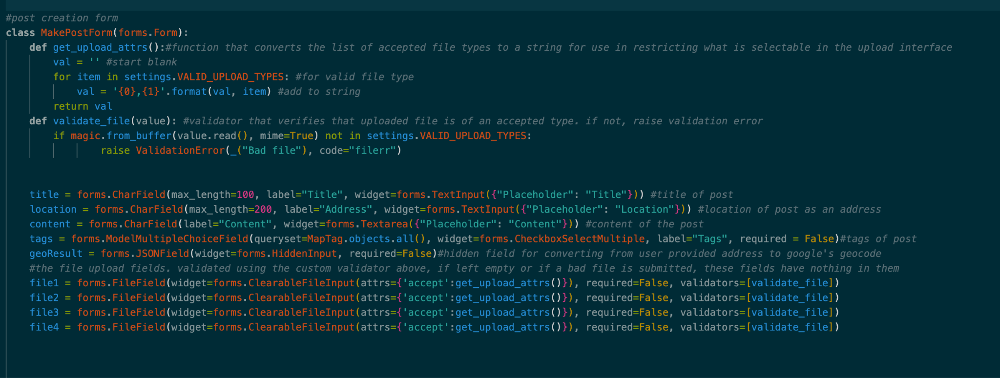 #post creation form
class MakePostForm(forms.Form):
    def get_upload_attrs():#function that converts the list of accepted file types to a string for use in restricting what is selectable in the upload interface
        val = '' #start blank
        for item in settings.VALID_UPLOAD_TYPES: #for valid file type
            val = '{0},{1}'.format(val, item) #add to string
        return val
    def validate_file(value): #validator that verifies that uploaded file is of an accepted type. if not, raise validation error
        if magic.from_buffer(value.read(), mime=True) not in settings.VALID_UPLOAD_TYPES:
                raise ValidationError(_("Bad file"), code="filerr")
    title = forms.CharField(max_length=100, label="Title", widget=forms.TextInput({"Placeholder": "Title"})) #title of post
    location = forms.CharField(max_length=200, label="Address", widget=forms.TextInput({"Placeholder": "Location"})) #location of post as an address
    content = forms.CharField(label="Content", widget=forms.Textarea({"Placeholder": "Content"})) #content of the post
    tags = forms.ModelMultipleChoiceField(queryset=MapTag.objects.all(), widget=forms.CheckboxSelectMultiple, label="Tags", required = False)#tags of post
    geoResult = forms.JSONField(widget=forms.HiddenInput, required=False)#hidden field for converting from user provided address to google's geocode
    #the file upload fields. validated using the custom validator above, if left empty or if a bad file is submitted, these fields have nothing in them
    file1 = forms.FileField(widget=forms.ClearableFileInput(attrs={'accept':get_upload_attrs()}), required=False, validators=[validate_file])
    file2 = forms.FileField(widget=forms.ClearableFileInput(attrs={'accept':get_upload_attrs()}), required=False, validators=[validate_file])
    file3 = forms.FileField(widget=forms.ClearableFileInput(attrs={'accept':get_upload_attrs()}), required=False, validators=[validate_file])
    file4 = forms.FileField(widget=forms.ClearableFileInput(attrs={'accept':get_upload_attrs()}), required=False, validators=[validate_file])